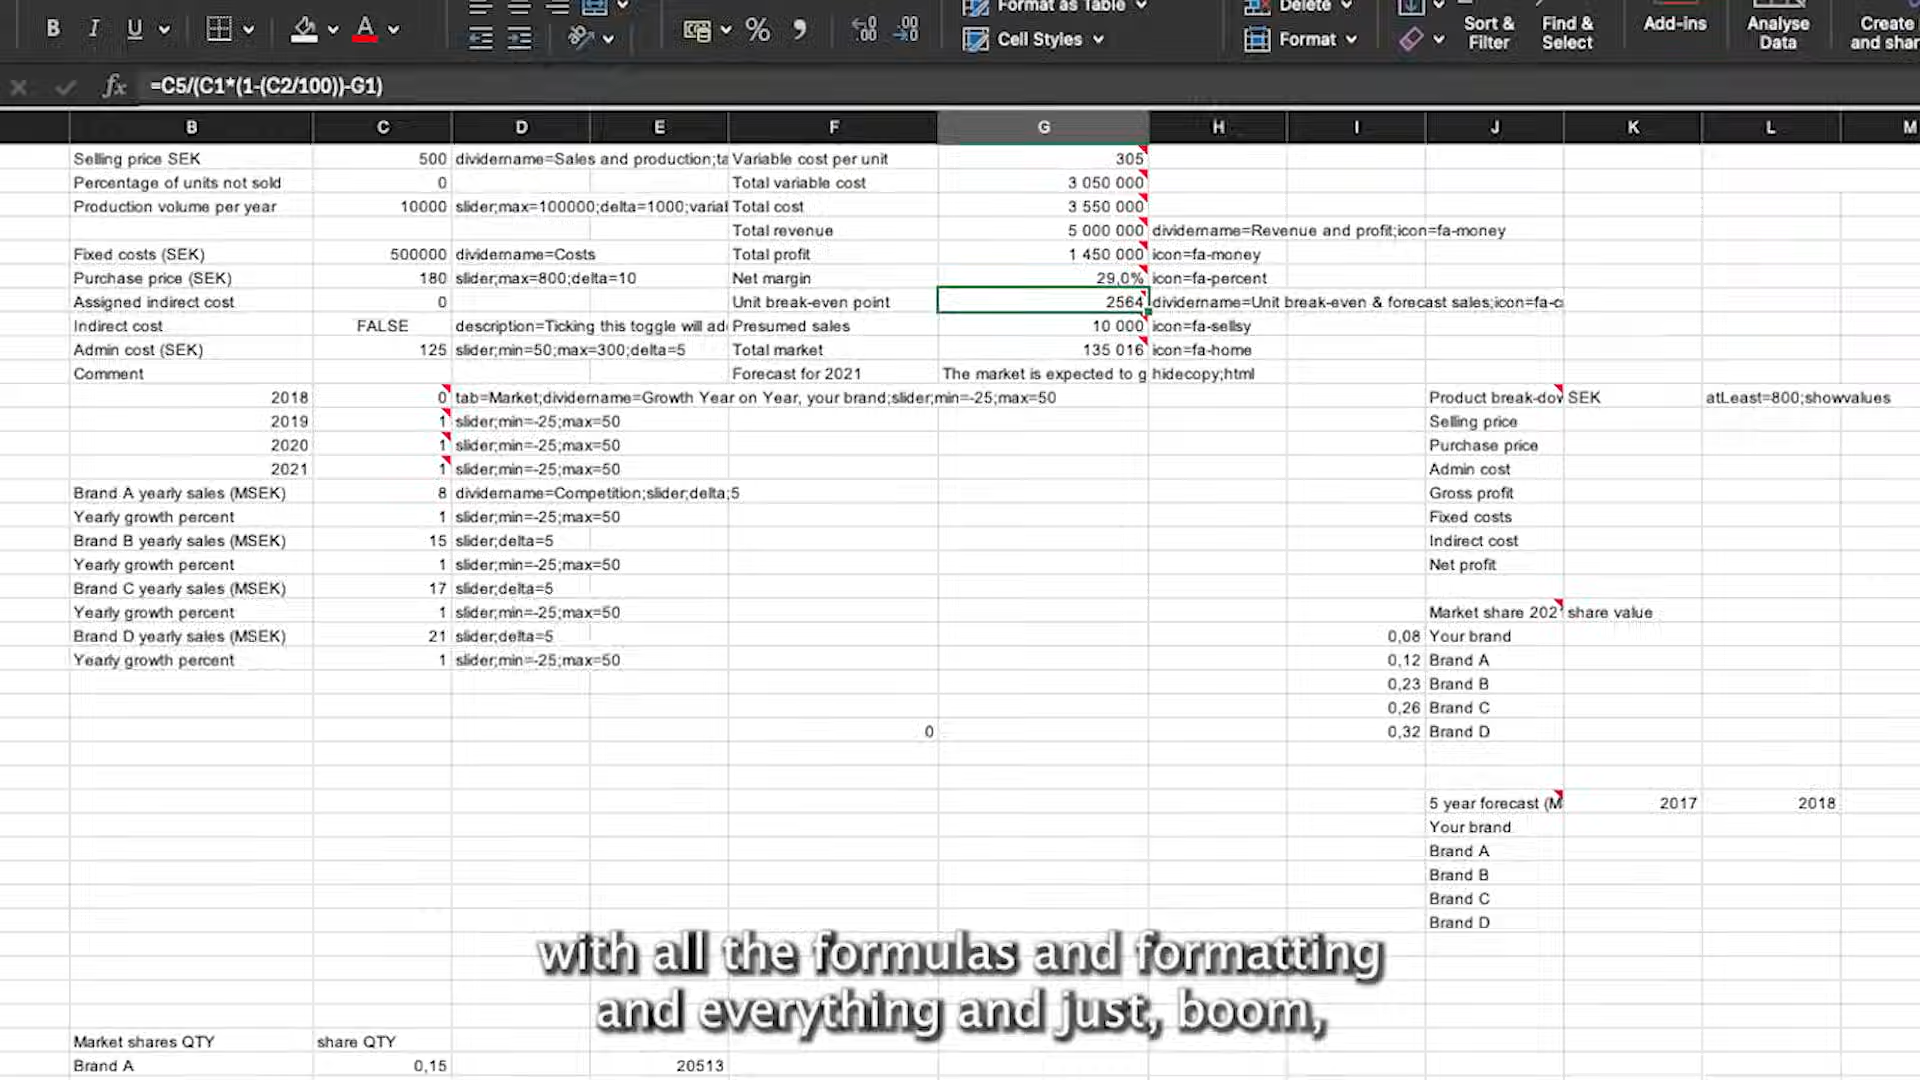 Format as Table Delete
B I U A % , Cell Styles Format Sort & Filter Find & Select Add-ins Analyse Data Create and shar
fx =C5/(C1*(1-(C2/100))-G1)
B C D E F G H I J K L M
Selling price SEK 500 dividername=Sales and production;ta Variable cost per unit 305
Percentage of units not sold 0 Total variable cost 3 050 000
Production volume per year 10000 slider;max=100000;delta=1000;varial Total cost 3 550 000
Total revenue 5 000 000 dividername=Revenue and profit;icon=fa-money
Fixed costs (SEK) 500000 dividername=Costs Total profit 1 450 000 icon=fa-money
Purchase price (SEK) 180 slider;max=800;delta=10 Net margin 29,0% icon=fa-percent
Assigned indirect cost 0 Unit break-even point 2564 dividername=Unit break-even & forecast sales;icon=fa-c
Indirect cost FALSE description=Ticking this toggle will ad Presumed sales 10 000 icon=fa-sellsy
Admin cost (SEK) 125 slider;min=50;max=300;delta=5 Total market 135 016 icon=fa-home
Comment Forecast for 2021 The market is expected to g hidecopy;html
2018 0 tab=Market;dividername=Growth Year on Year, your brand;slider;min=-25;max=50 Product break-dov SEK atLeast=800;showvalues
2019 1 slider;min=-25;max=50 Selling price
2020 1 slider;min=-25;max=50 Purchase price
2021 1 slider;min=-25;max=50 Admin cost
Brand A yearly sales (MSEK) 8 dividername=Competition;slider;delta;5 Gross profit
Yearly growth percent 1 slider;min=-25;max=50 Fixed costs
Brand B yearly sales (MSEK) 15 slider;delta=5 Indirect cost
Yearly growth percent 1 slider;min=-25;max=50 Net profit
Brand C yearly sales (MSEK) 17 slider;delta=5
Yearly growth percent 1 slider;min=-25;max=50 Market share 202 share value
Brand D yearly sales (MSEK) 21 slider;delta=5 0,08 Your brand
Yearly growth percent 1 slider;min=-25;max=50 0,12 Brand A
0,23 Brand B
0,26 Brand C
0 0,32 Brand D
5 year forecast (M 2017 2018
Your brand
Brand A
Brand B
Brand C
Brand D
with all the formulas and formatting
and everything and just, boom,
Market shares QTY share QTY
Brand A 0,15 20513